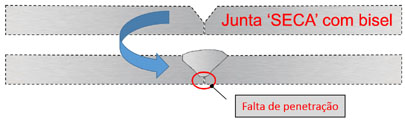 Junta ‘SECA’ com bisel
Falta de penetração